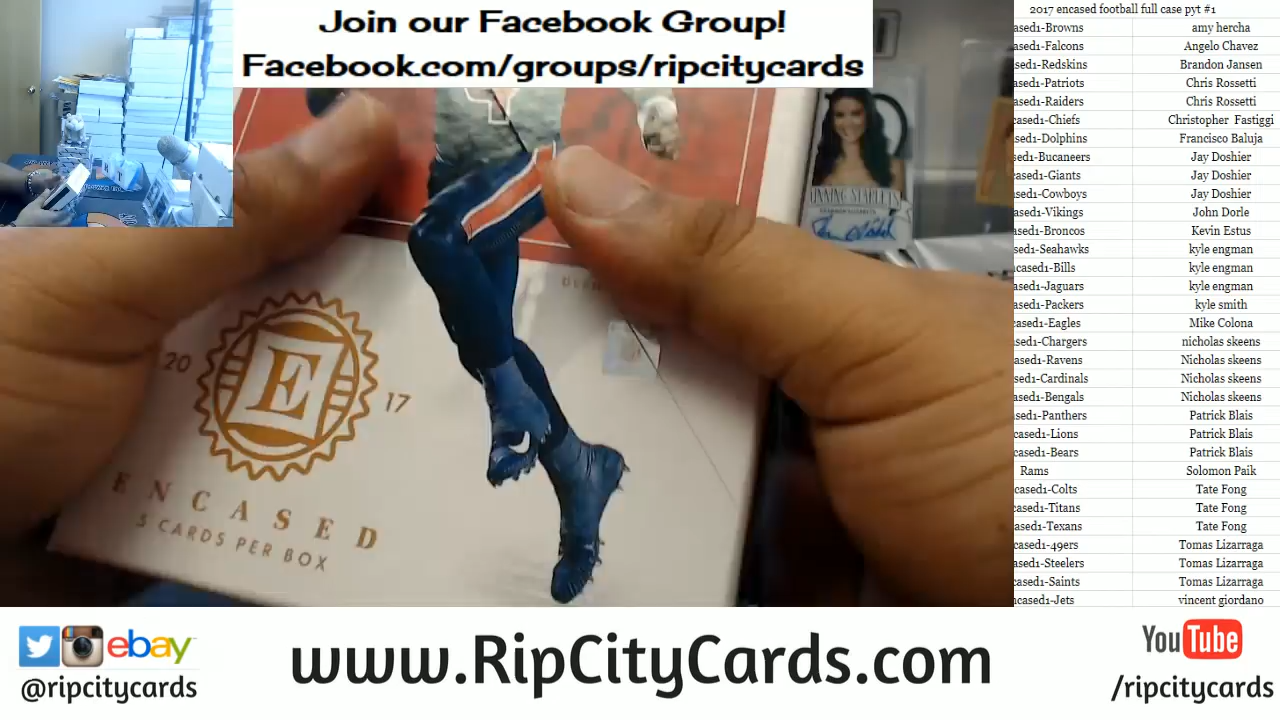 Join our Facebook Group!
Facebook.com/groups/ripcitycards
2017 encased football full case pyt #1
ased1-Browns amy hercha
ased1-Falcons Angelo Chavez
ased1-Redskins Brandon Jansen
ased1-Patriots Chris Rossetti
ased1-Raiders Chris Rossetti
ased1-Chiefs Christopher Fastiggi
ased1-Dolphins Francisco Baluja
sed1-Bucaneers Jay Doshier
ased1-Giants Jay Doshier
sed1-Cowboys Jay Doshier
ased1-Vikings John Dorle
ased1-Broncos Kevin Estus
ased1-Seahawks kyle engman
ncased1-Bills kyle engman
ased1-Jaguars kyle engman
ased1-Packers kyle smith
cased1-Eagles Mike Colona
ased1-Chargers nicholas skeens
ased1-Ravens Nicholas skeens
sed1-Cardinals Nicholas skeens
ased1-Bengals Nicholas skeens
ased1-Panthers Patrick Blais
cased1-Lions Patrick Blais
cased1-Bears Patrick Blais
Rams Solomon Paik
cased1-Colts Tate Fong
cased1-Titans Tate Fong
ased1-Texans Tate Fong
cased1-49ers Tomas Lizarraga
ased1-Steelers Tomas Lizarraga
ased1-Saints Tomas Lizarraga
ncased1-Jets vincent giordano
20 E 17
ENCASED
5 CARDS PER BOX
ebay
@ripcitycards
www.RipCityCards.com
YouTube
/ripcitycards